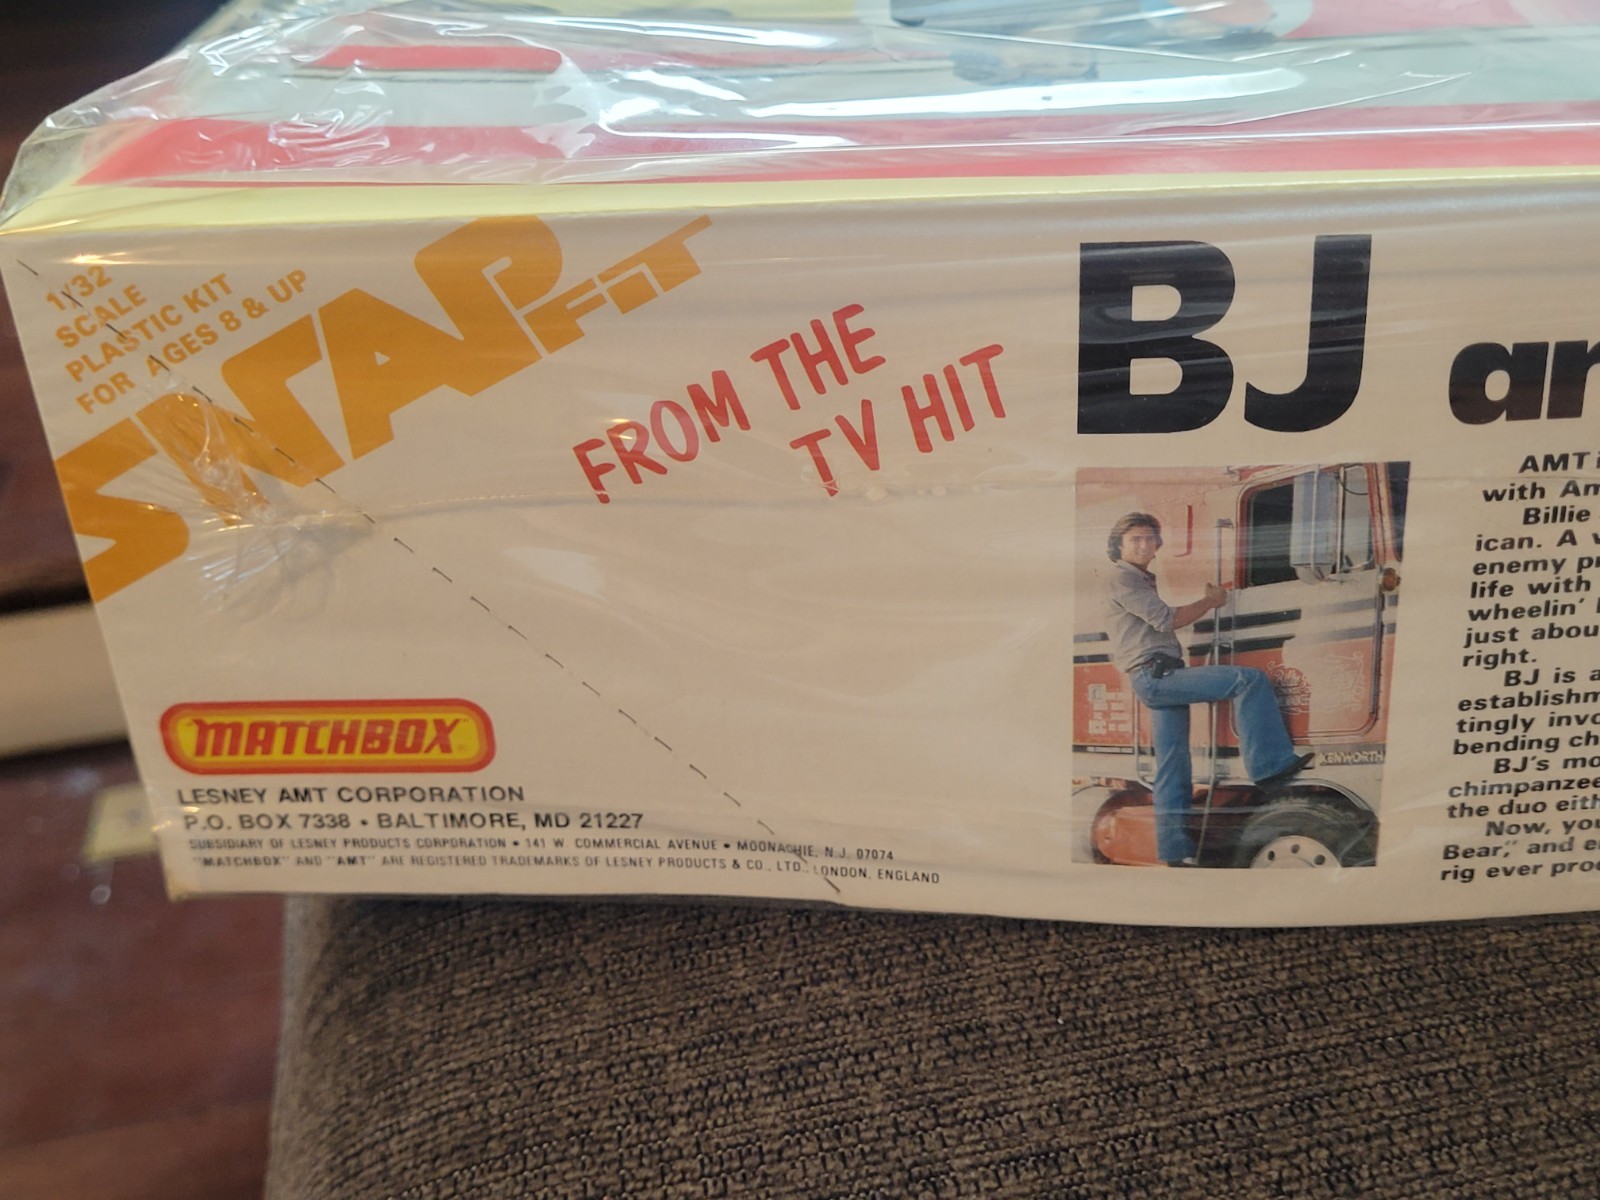 1/32
SCALE
PLASTIC KIT
FOR AGES 8 & UP
SNAP
FIT
FROM THE
TV HIT
BJ
AMT
with
Billie
ican. A
enemy
life with
wheelin'
just
right.
BJ is a
tingly
bending
BJ's
the duo
Now,
Bear," and
rig ever
KENWORTH
MATCHBOX
LESNEY AMT CORPORATION
P.O. BOX 7338 • BALTIMORE, MD 21227
SUBSIDIARY OF LESNEY PRODUCTS CORPORATION • 141 W. COMMERCIAL AVENUE • MOONACHIE, N.J. 07074
"MATCHBOX" AND "AMT" ARE REGISTERED TRADEMARKS OF LESNEY PRODUCTS & CO., LTD., LONDON, ENGLAND